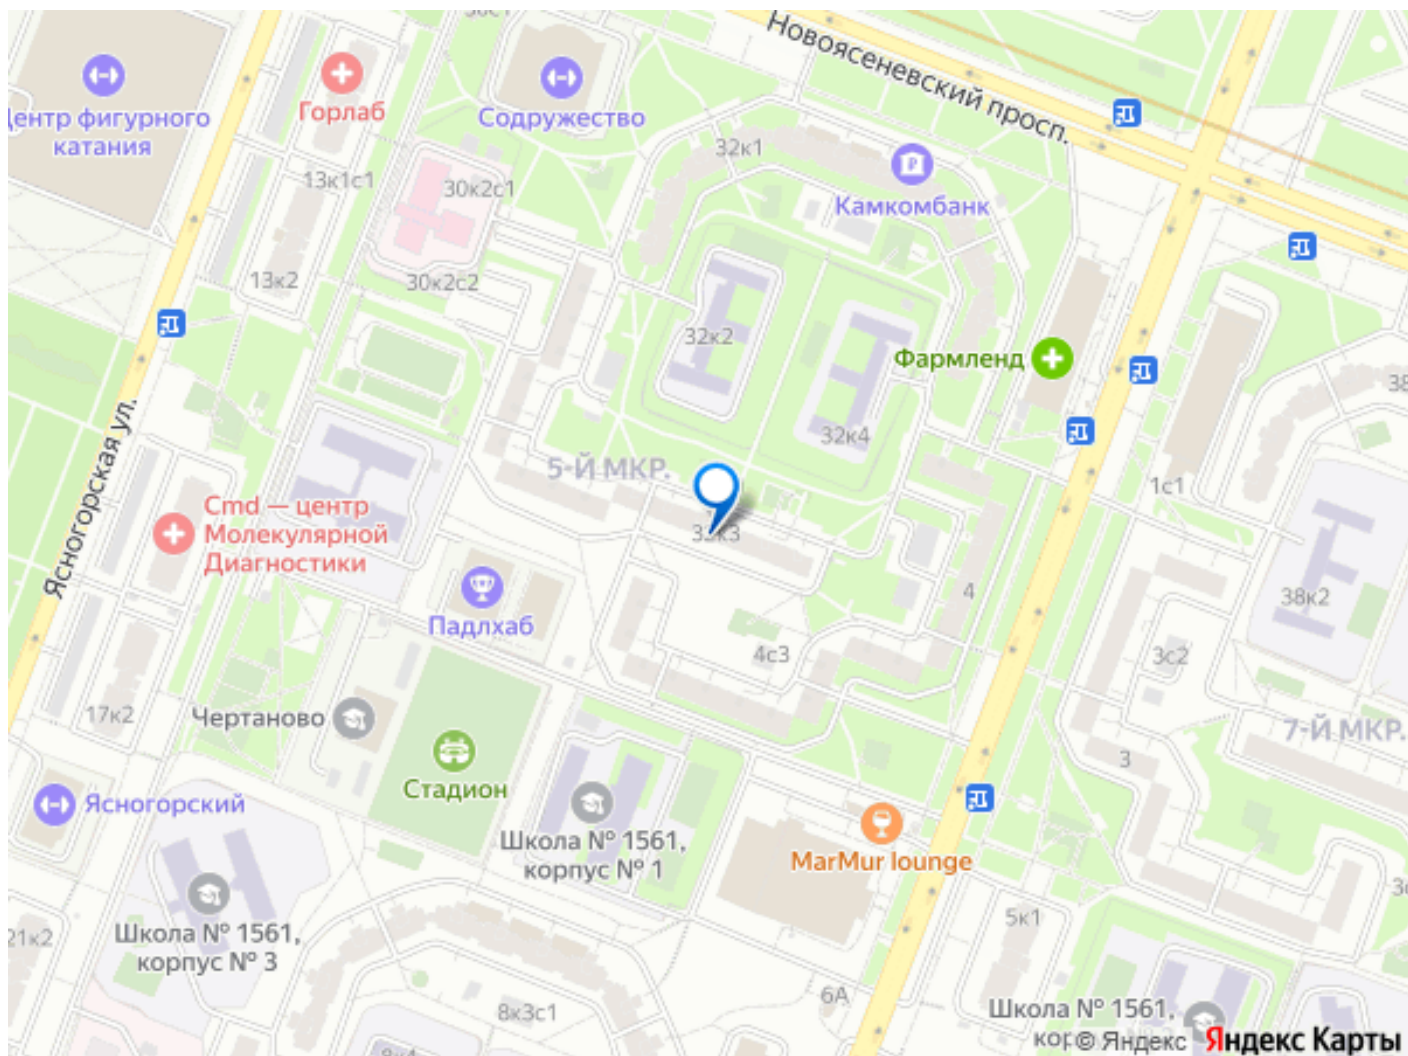 Новоясеневский просп.
Горлаб
Содружество
Центр фигурного
катания
32к1
13к1с1
30к2с1
Камкомбанк
13к2
30к2с2
32к2
Фармленд
32к4
5-Й МКР.
1с1
Ясногорская ул.
Cmd — центр
Молекулярной
Диагностики
4
38к2
Падлхаб
4с3
3с2
17к2
Чертаново
7-Й МКР.
3
Стадион
Ясногорский
Школа № 1561,
корпус № 1
MarMur lounge
5к1
Школа № 1561,
корпус № 3
21к2
6А
8к3с1
Школа № 1561,
© Яндекс
Яндекс Карты